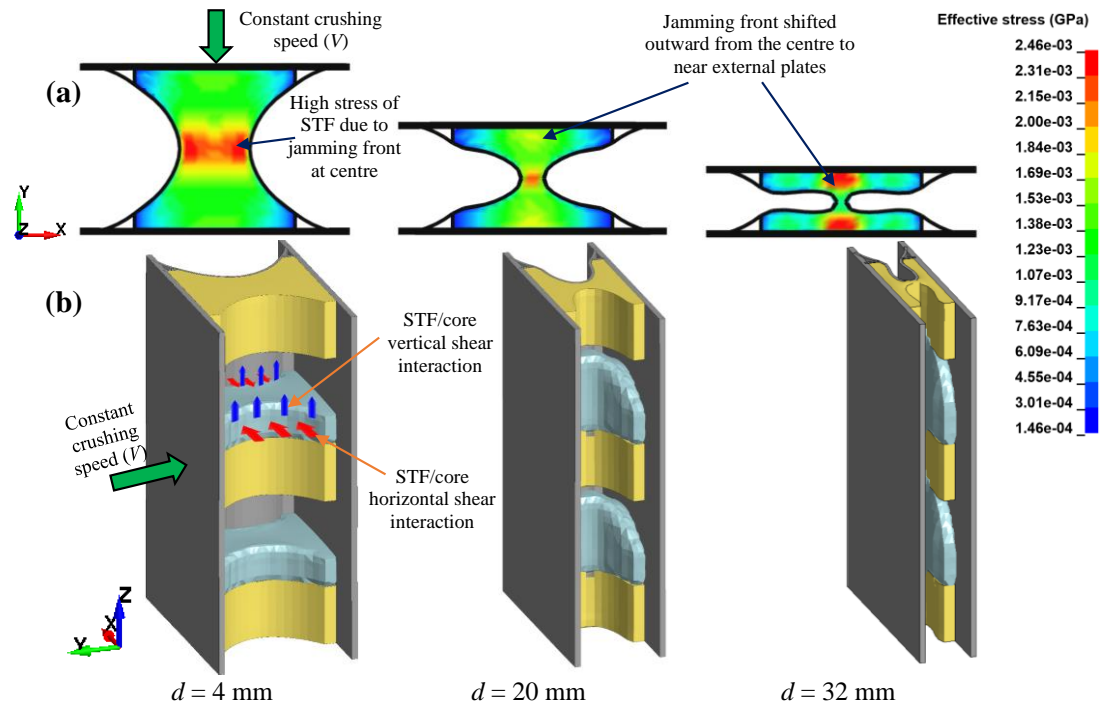 Constant crushing
speed (V)
Jamming front shifted
outward from the centre to
near external plates
Effective stress (GPa)
2.46e-03
2.31e-03
2.15e-03
2.00e-03
1.84e-03
1.69e-03
1.53e-03
1.38e-03
1.23e-03
1.07e-03
9.17e-04
7.63e-04
6.09e-04
4.55e-04
3.01e-04
1.46e-04
(a)
High stress of
STF due to
jamming front
at centre
Y
Z
X
(b)
STF/core
vertical shear
interaction
Constant
crushing
speed (V)
STF/core
horizontal shear
interaction
Z
X
Y
d = 4 mm
d = 20 mm
d = 32 mm